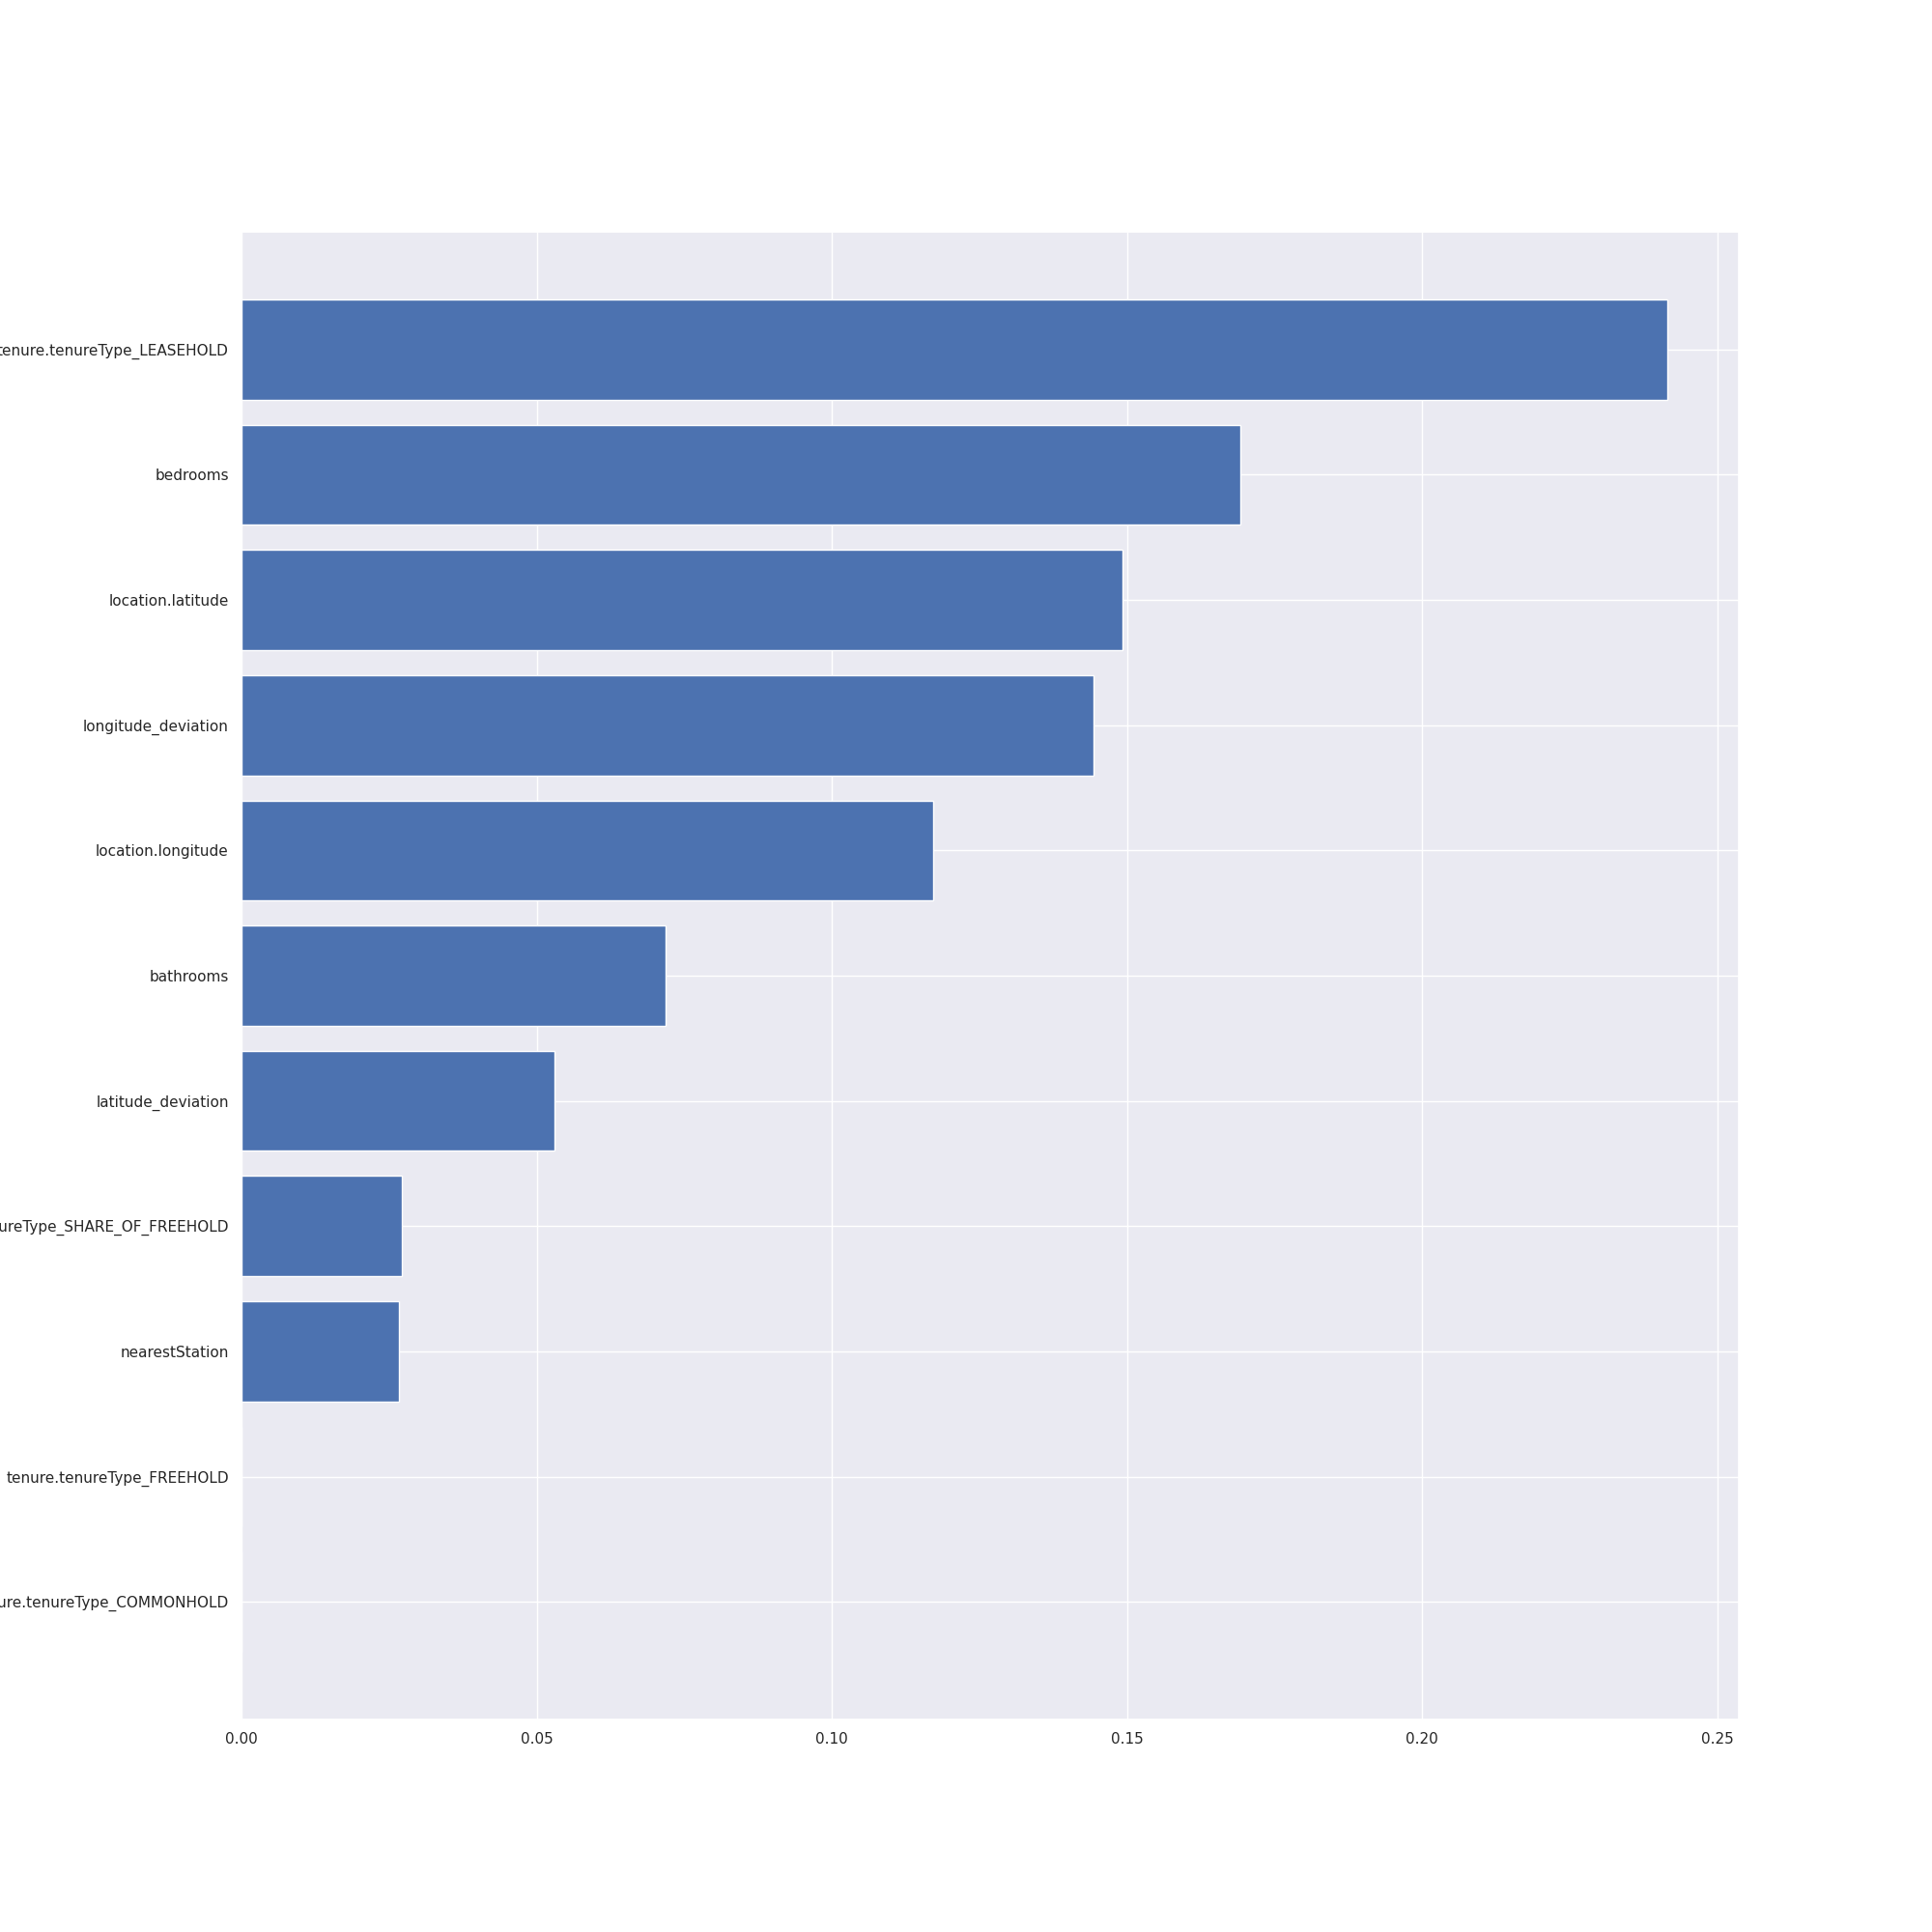 tenure.tenureType_LEASEHOLD
bedrooms
location.latitude
longitude_deviation
location.longitude
bathrooms
latitude_deviation
ureType_SHARE_OF_FREEHOLD
nearestStation
tenure.tenureType_FREEHOLD
ure.tenureType_COMMONHOLD
0.00 0.05 0.10 0.15 0.20 0.25